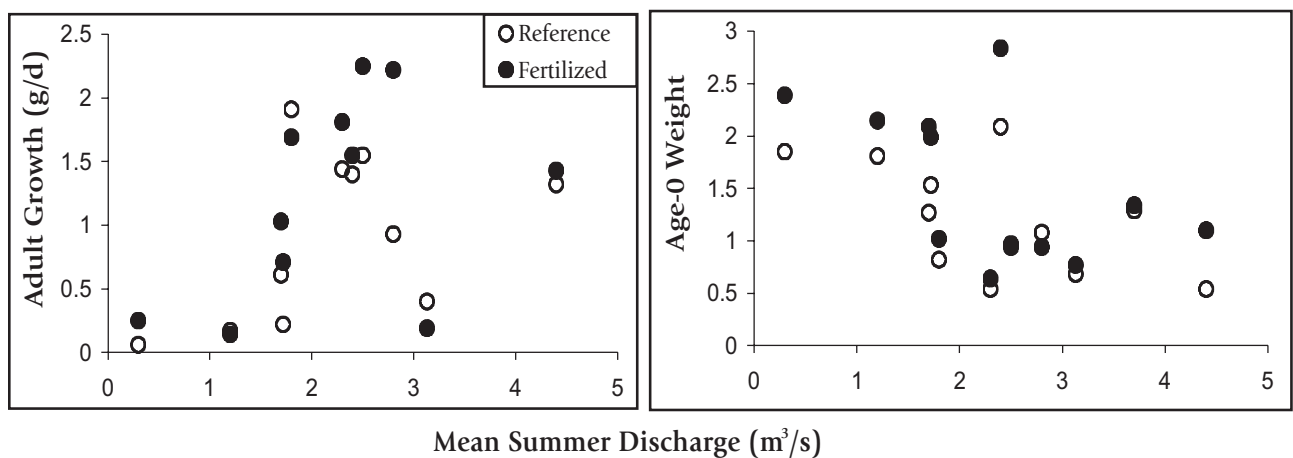 Adult Growth (g/d)
2.5
2
1.5
1
0.5
0
0 1 2 3 4 5
Reference
Fertilized
Age-0 Weight
3
2.5
2
1.5
1
0.5
0
0 1 2 3 4 5
Mean Summer Discharge (m³/s)